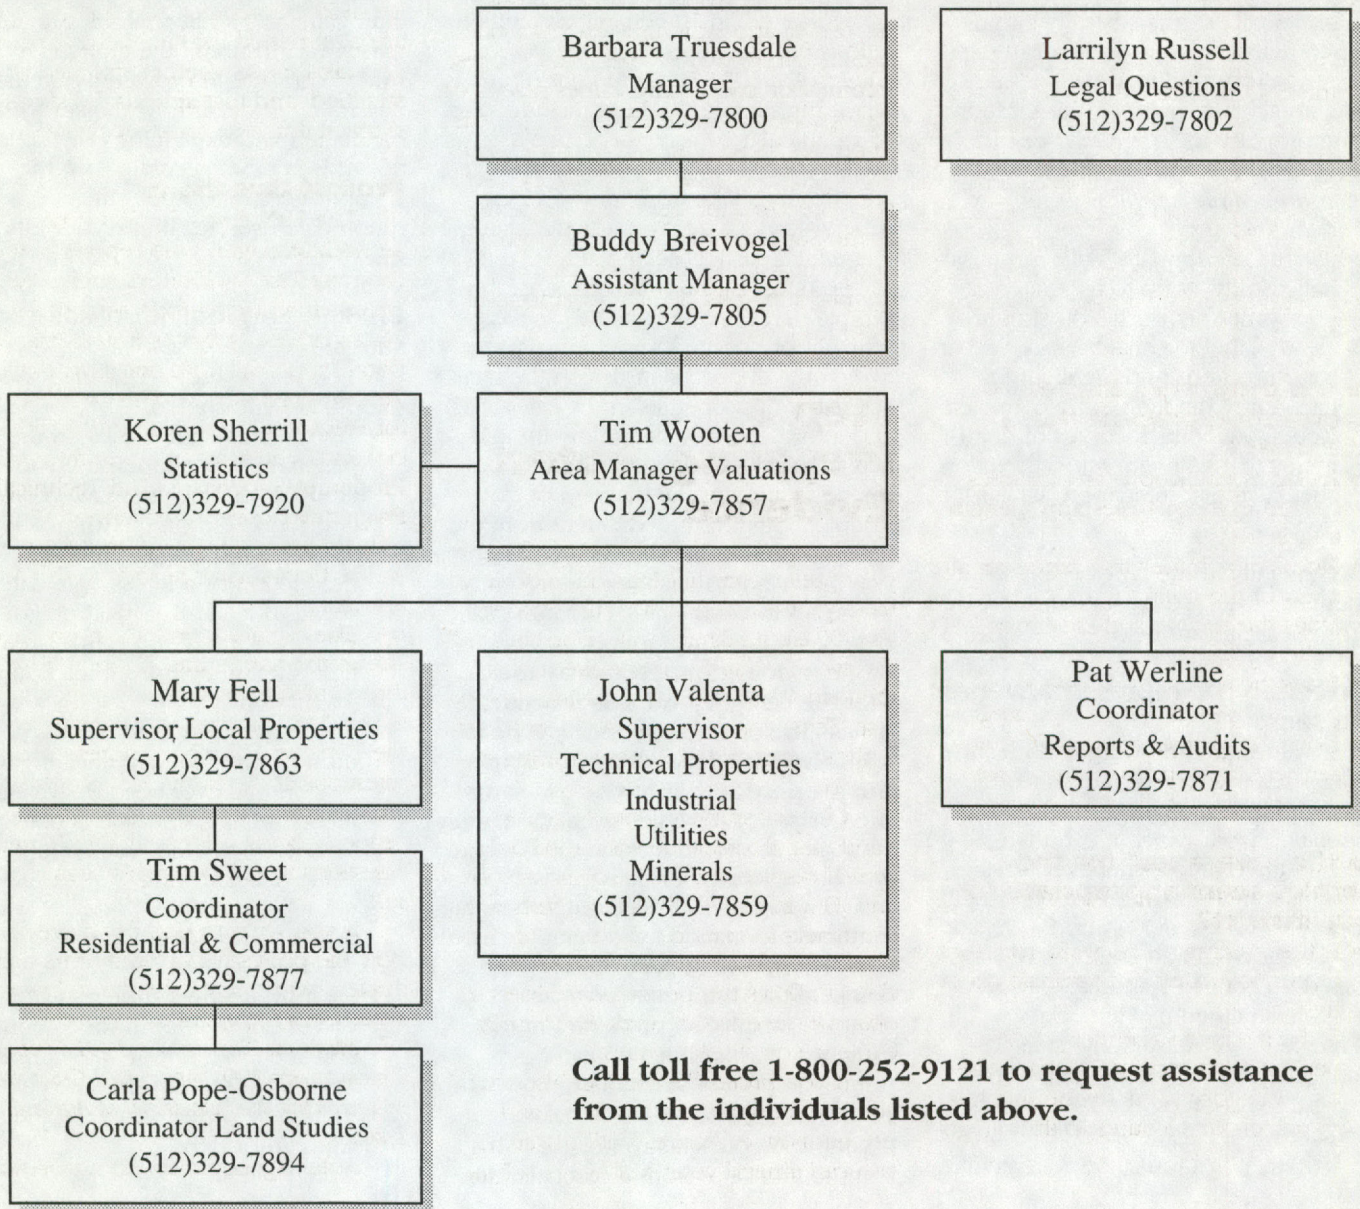 Barbara Truesdale
Manager
(512)329-7800
Larrilyn Russell
Legal Questions
(512)329-7802
Buddy Breivogel
Assistant Manager
(512)329-7805
Koren Sherrill
Statistics
(512)329-7920
Tim Wooten
Area Manager Valuations
(512)329-7857
Mary Fell
Supervisor, Local Properties
(512)329-7863
John Valenta
Supervisor
Technical Properties
Industrial
Utilities
Minerals
(512)329-7859
Pat Werline
Coordinator
Reports & Audits
(512)329-7871
Tim Sweet
Coordinator
Residential & Commercial
(512)329-7877
Carla Pope-Osborne
Coordinator Land Studies
(512)329-7894
Call toll free 1-800-252-9121 to request assistance
from the individuals listed above.